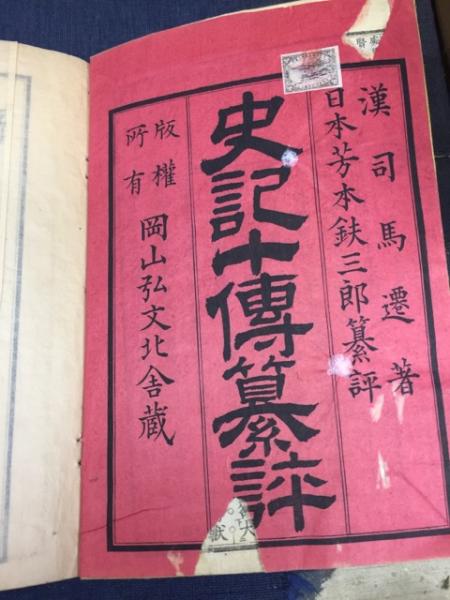 漢司馬遷著
日本芳本鉄三郎纂評
史記十傳纂評
版權
所有
岡山弘文北舎蔵